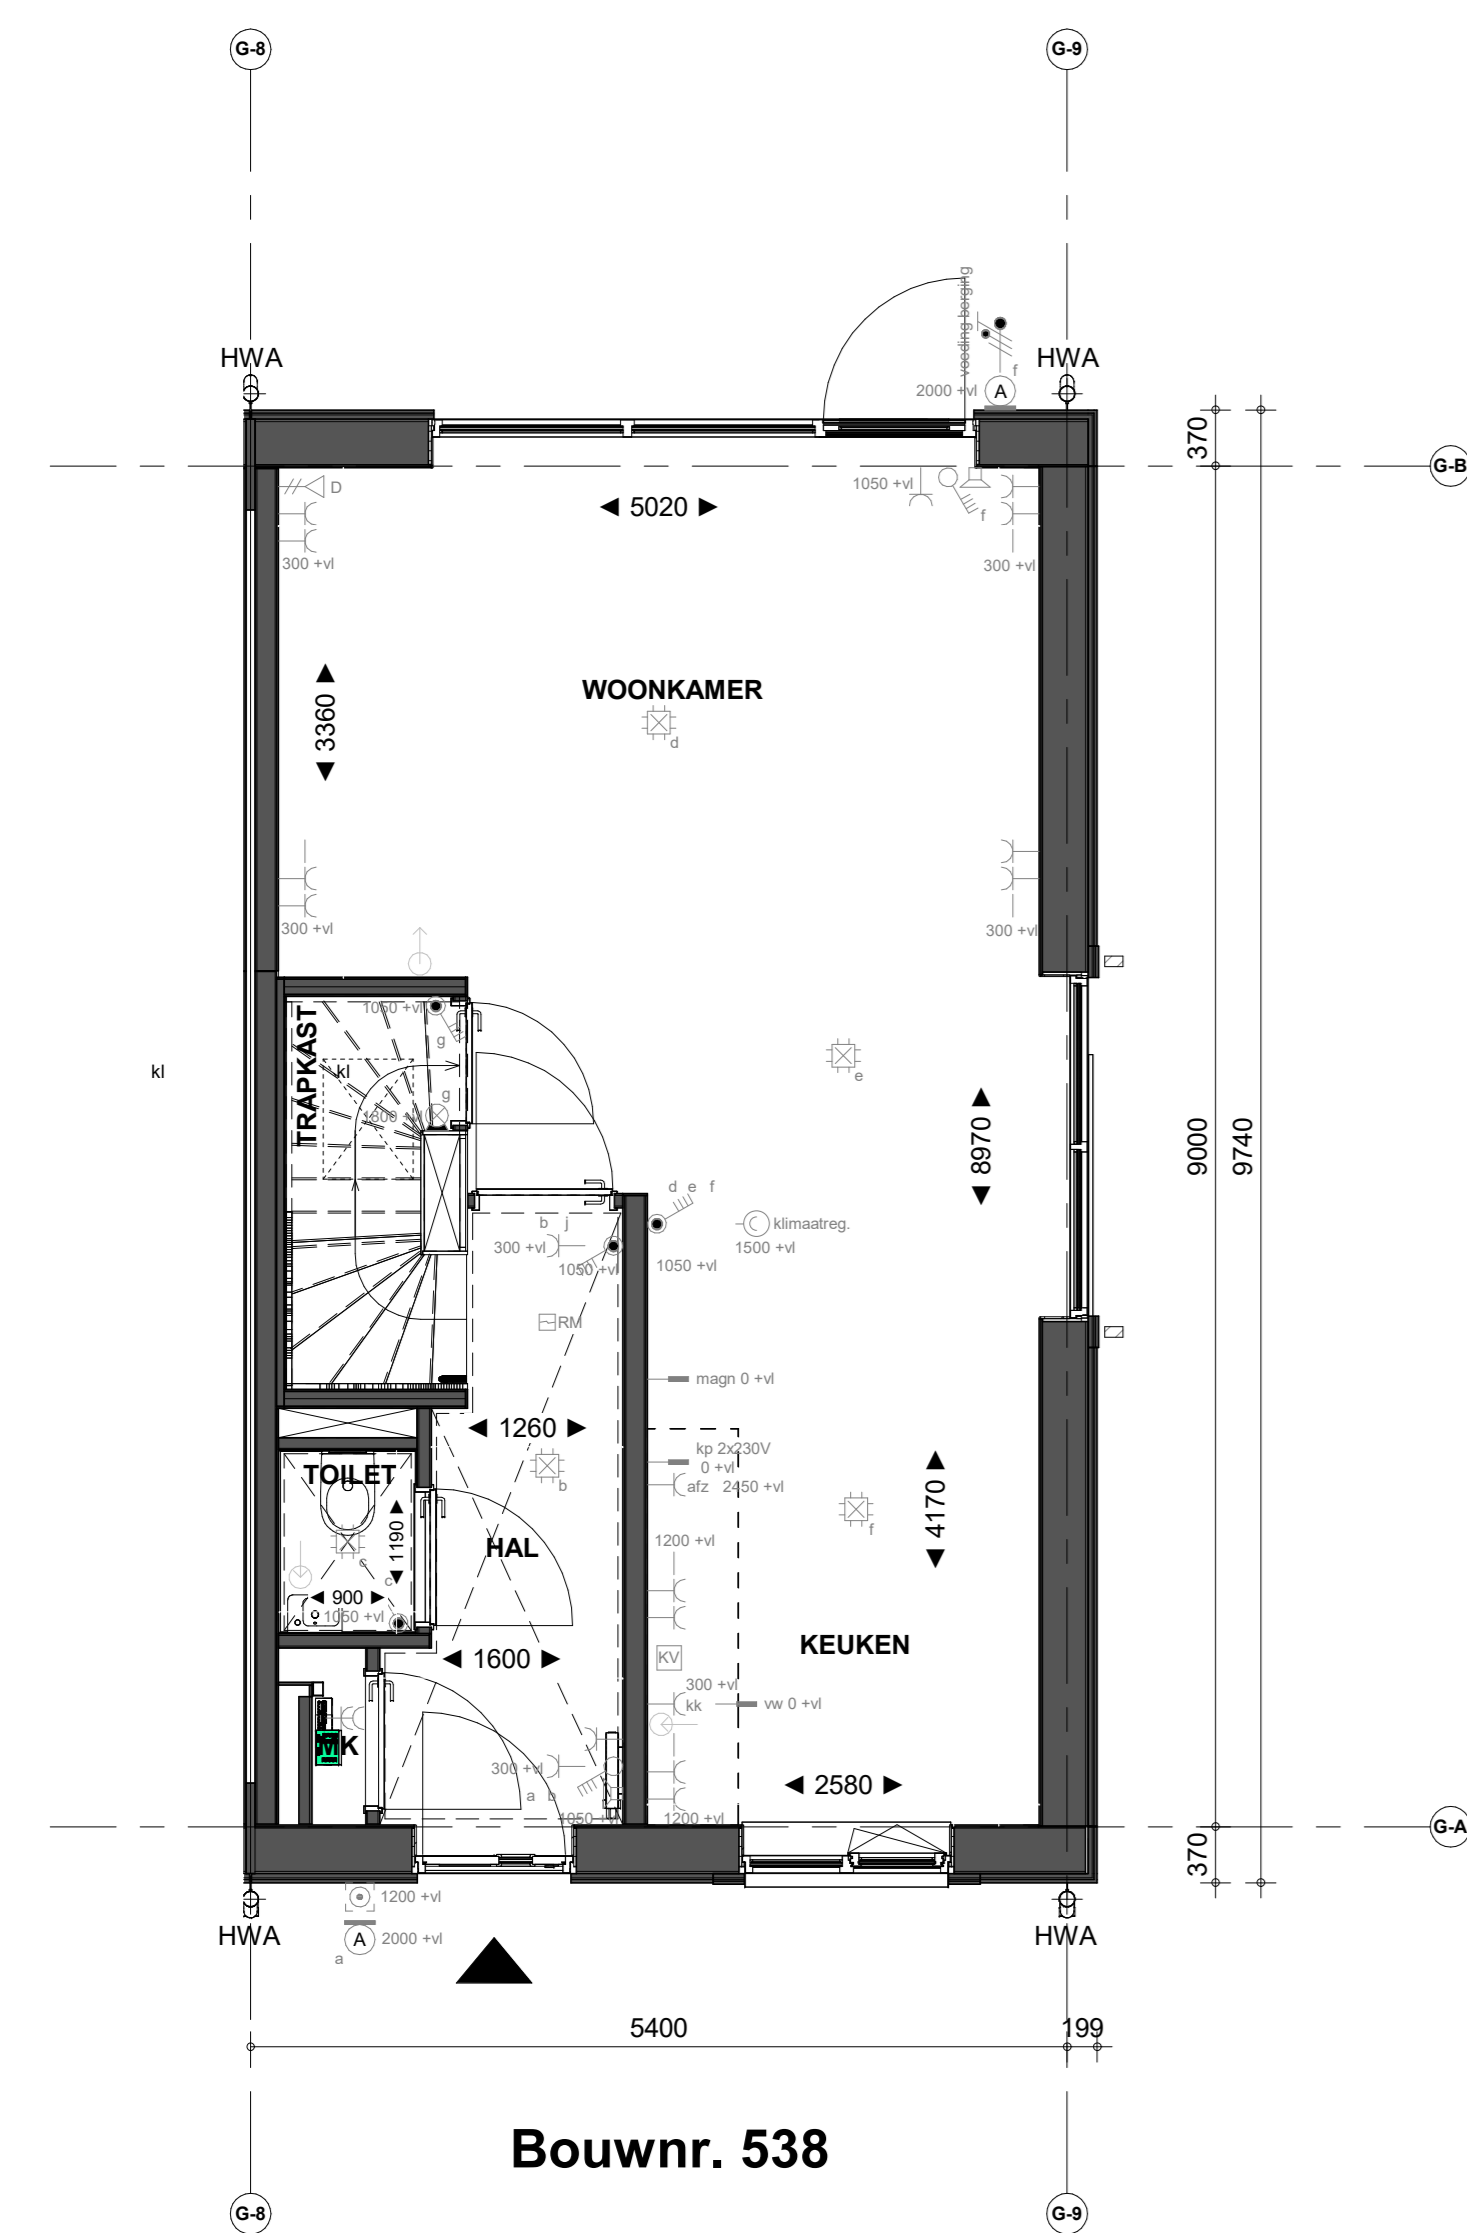 G-8
G-9
HWA
HWA
voeding berging
f
2000 +vl
A
370
G-B
D
5020
1050 +vl
f
300 +vl
300 +vl
3360
WOONKAMER
d
300 +vl
300 +vl
TRAPKAST
1050 +vl
g
kl
kl
e
g
8970
9000
9740
d e f
b j
300 +vl
1050 +vl
1050 +vl
klimaatreg.
1500 +vl
RM
magn 0 +vl
1260
kp 2x230V
0 +vl
afz 2450 +vl
b
TOILET
1190
c
c
900
1050 +vl
HAL
f
4170
1200 +vl
KEUKEN
1600
KV
300 +vl
kk
vw 0 +vl
MK
300 +vl
a b
1050 +vl
1200 +vl
2580
G-A
370
1200 +vl
A
2000 +vl
a
HWA
HWA
5400
199
Bouwnr. 538
G-8
G-9